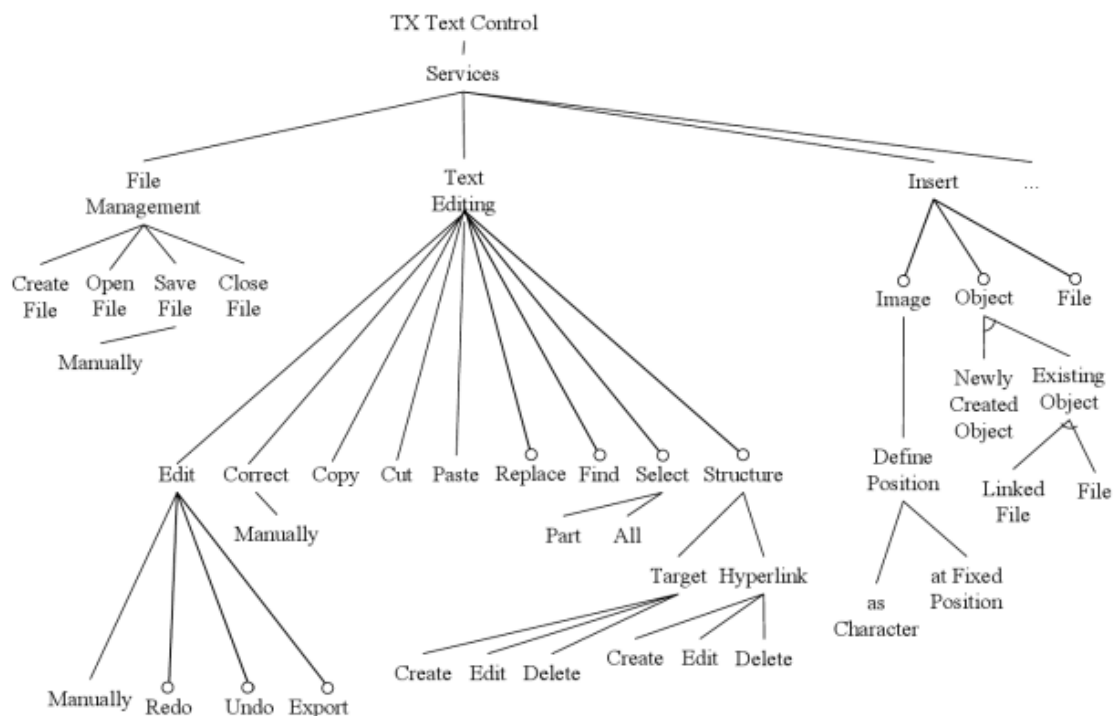 TX Text Control
Services
File
Management
Text
Editing
Insert
...
Create
File
Open
File
Save
File
Close
File
Image
Object
File
Manually
Newly
Created
Object
Existing
Object
Edit
Correct
Copy
Cut
Paste
Replace
Find
Select
Structure
Define
Position
Linked
File
File
Manually
Part
All
Target
Hyperlink
as
Character
at Fixed
Position
Create
Edit
Delete
Create
Edit
Delete
Manually
Redo
Undo
Export